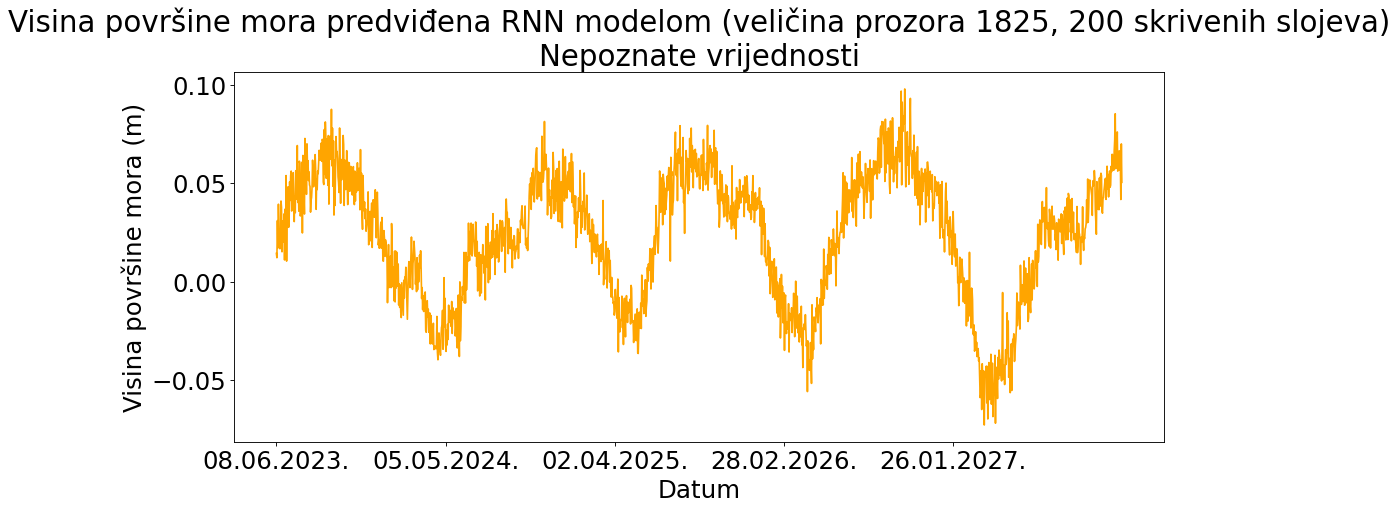 Visina površine mora predviđena RNN modelom (veličina prozora 1825, 200 skrivenih slojeva)
Nepoznate vrijednosti
Visina površine mora (m)
0.10
0.05
0.00
−0.05
08.06.2023. 05.05.2024. 02.04.2025. 28.02.2026. 26.01.2027.
Datum